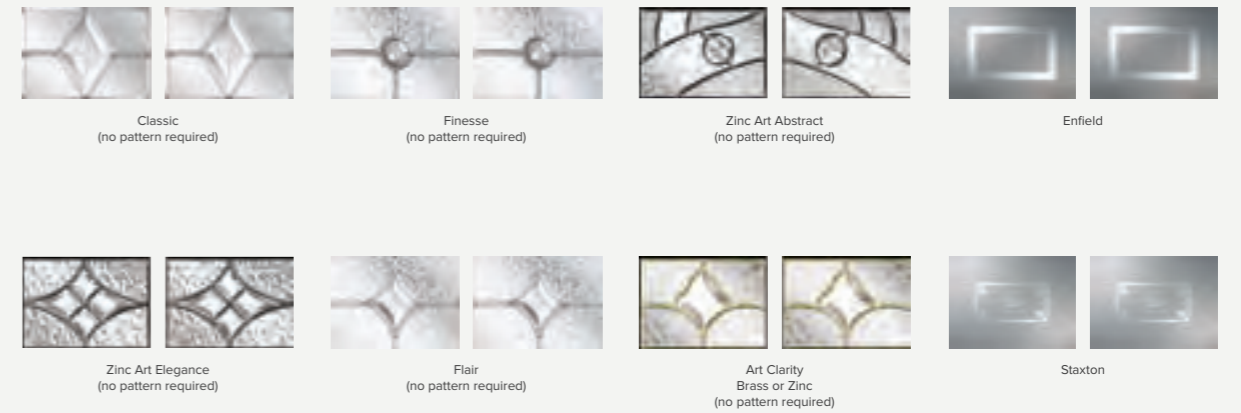 Classic
(no pattern required)
Finesse
(no pattern required)
Zinc Art Abstract
(no pattern required)
Enfield
Zinc Art Elegance
(no pattern required)
Flair
(no pattern required)
Art Clarity
Brass or Zinc
(no pattern required)
Staxton